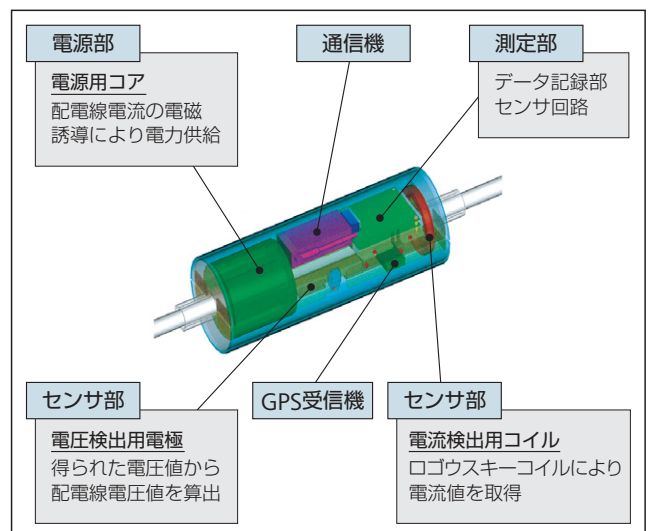 電源部
電源用コア
配電線電流の電磁
誘導により電力供給
通信機
測定部
データ記録部
センサ回路
センサ部
電圧検出用電極
得られた電圧値から
配電線電圧値を算出
GPS受信機
センサ部
電流検出用コイル
ロゴウスキーコイルにより
電流値を取得